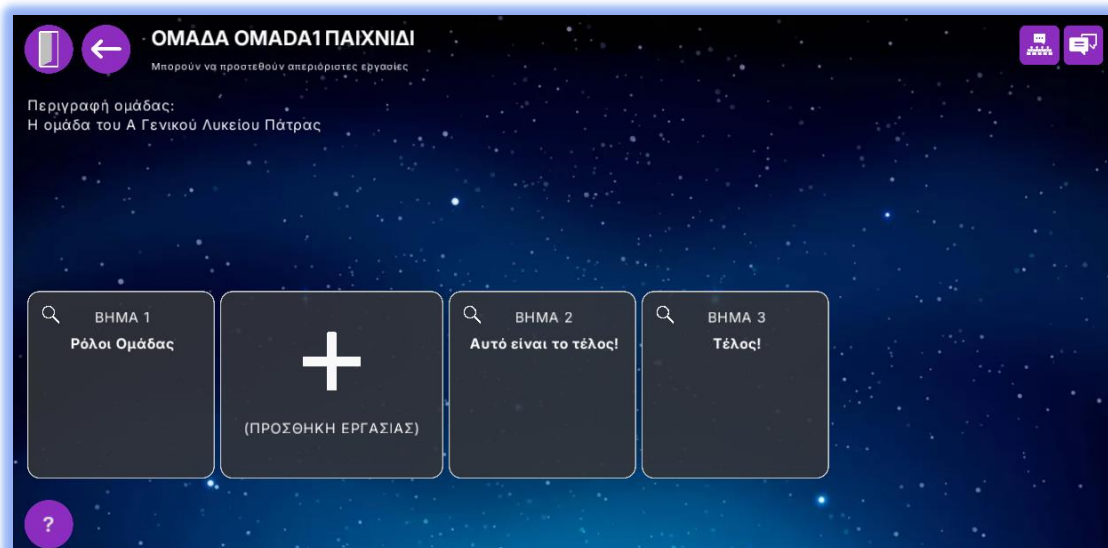 ΟΜΑΔΑ OMADA1 ΠΑΙΧΝΙΔΙ
Μπορούν να προστεθούν απεριόριστες εργασίες
Περιγραφή ομάδας:
Η ομάδα του Α Γενικού Λυκείου Πάτρας
ΒΗΜΑ 1
Ρόλοι Ομάδας
(ΠΡΟΣΘΗΚΗ ΕΡΓΑΣΙΑΣ)
ΒΗΜΑ 2
Αυτό είναι το τέλος!
ΒΗΜΑ 3
Τέλος!
?